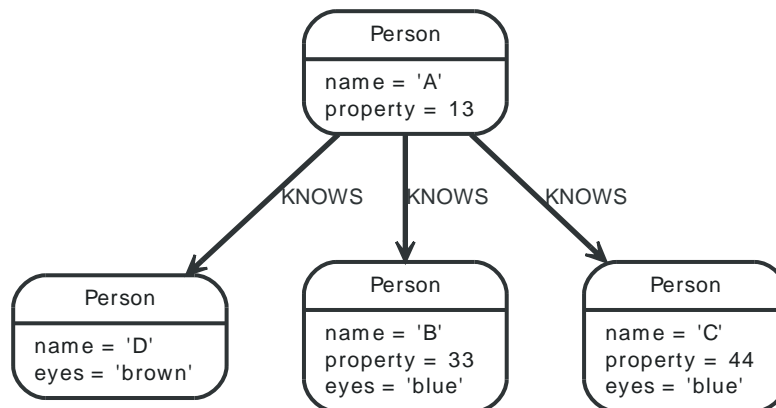 Person
name = 'A'
property = 13
KNOWS
KNOWS
KNOWS
Person
name = 'D'
eyes = 'brown'
Person
name = 'B'
property = 33
eyes = 'blue'
Person
name = 'C'
property = 44
eyes = 'blue'